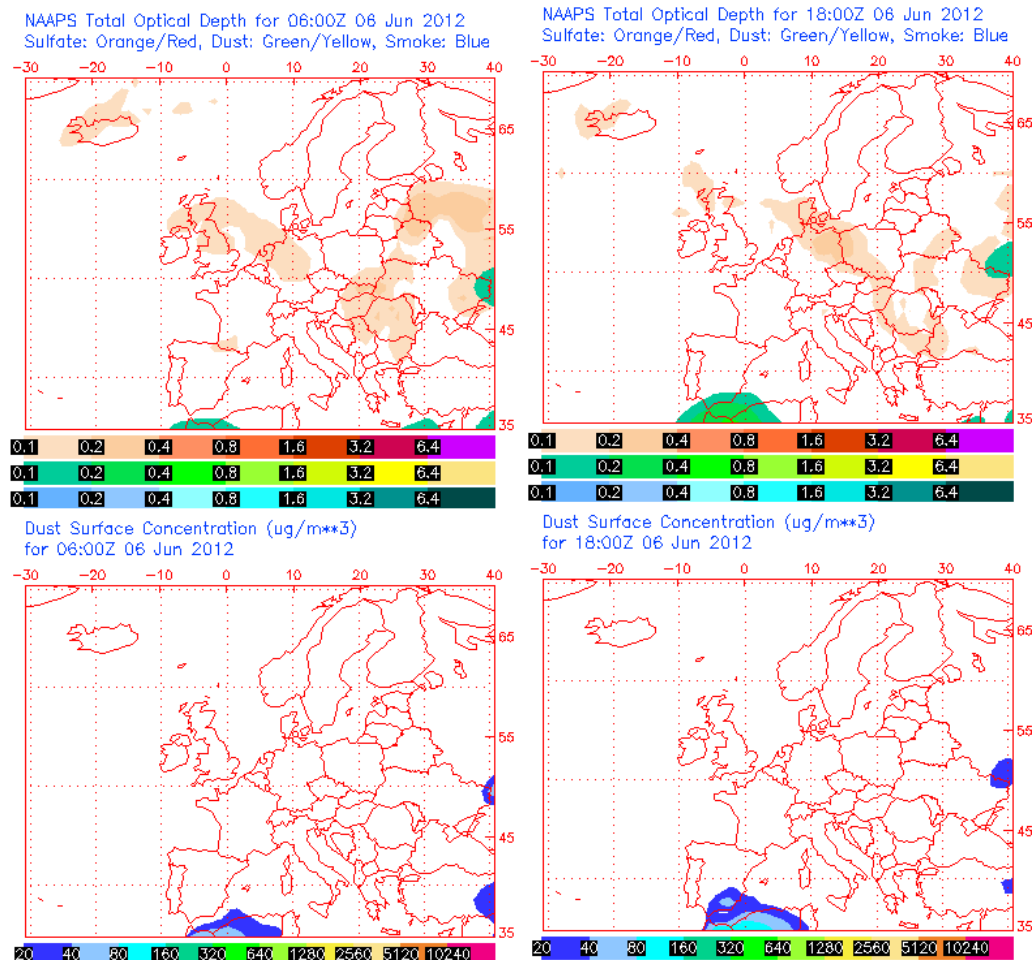 NAAPS Total Optical Depth for 06:00Z 06 Jun 2012
Sulfate: Orange/Red, Dust: Green/Yellow, Smoke: Blue
-30 -20 -10 0 10 20 30 40
65
55
45
35
0.1 0.2 0.4 0.8 1.6 3.2 6.4
0.1 0.2 0.4 0.8 1.6 3.2 6.4
0.1 0.2 0.4 0.8 1.6 3.2 6.4
NAAPS Total Optical Depth for 18:00Z 06 Jun 2012
Sulfate: Orange/Red, Dust: Green/Yellow, Smoke: Blue
-30 -20 -10 0 10 20 30 40
65
55
45
35
0.1 0.2 0.4 0.8 1.6 3.2 6.4
0.1 0.2 0.4 0.8 1.6 3.2 6.4
0.1 0.2 0.4 0.8 1.6 3.2 6.4
Dust Surface Concentration (ug/m**3)
for 06:00Z 06 Jun 2012
-30 -20 -10 0 10 20 30 40
65
55
45
35
20 40 80 160 320 640 1280 2560 5120 10240
Dust Surface Concentration (ug/m**3)
for 18:00Z 06 Jun 2012
-30 -20 -10 0 10 20 30 40
65
55
45
35
20 40 80 160 320 640 1280 2560 5120 10240